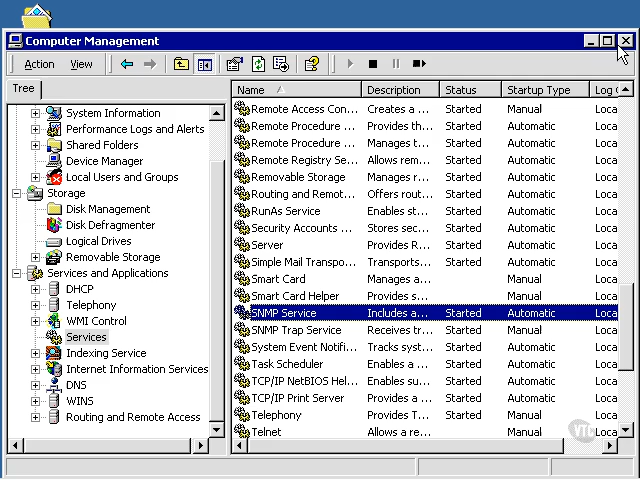 Computer Management
Action View
Tree
System Information
Performance Logs and Alerts
Shared Folders
Device Manager
Local Users and Groups
Storage
Disk Management
Disk Defragmenter
Logical Drives
Removable Storage
Services and Applications
DHCP
Telephony
WMI Control
Services
Indexing Service
Internet Information Services
DNS
WINS
Routing and Remote Access
Name Description Status Startup Type Log O
Remote Access Con... Creates a ... Started Manual Loca
Remote Procedure ... Provides th... Started Automatic Loca
Remote Procedure ... Manages t... Started Automatic Loca
Remote Registry Se... Allows rem... Started Automatic Loca
Removable Storage Manages r... Started Automatic Loca
Routing and Remot... Offers rout... Started Automatic Loca
RunAs Service Enables st... Started Automatic Loca
Security Accounts ... Stores sec... Started Automatic Loca
Server Provides R... Started Automatic Loca
Simple Mail Transpo... Transports... Started Automatic Loca
Smart Card Manages a... Manual Loca
Smart Card Helper Provides s... Manual Loca
SNMP Service Includes a... Started Automatic Loca
SNMP Trap Service Receives tr... Manual Loca
System Event Notifi... Tracks syst... Started Automatic Loca
Task Scheduler Enables a ... Started Automatic Loca
TCP/IP NetBIOS Hel... Enables su... Started Automatic Loca
TCP/IP Print Server Provides a ... Started Automatic Loca
Telephony Provides T... Started Manual Loca
Telnet Allows a re... Manual Loca